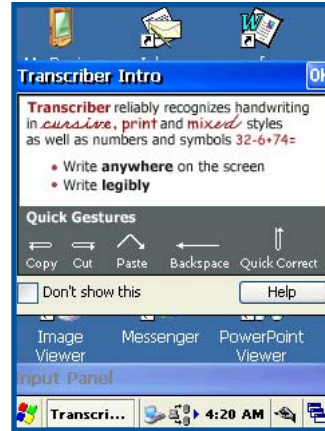 Transcriber Intro
OK
Transcriber reliably recognizes handwriting
in cursive, print and mixed styles
as well as numbers and symbols 32-6+74=
• Write anywhere on the screen
• Write legibly
Quick Gestures
Copy Cut Paste Backspace Quick Correct
Don't show this
Help
Image Messenger PowerPoint
Viewer Viewer
Input Panel
Transcri... 4:20 AM